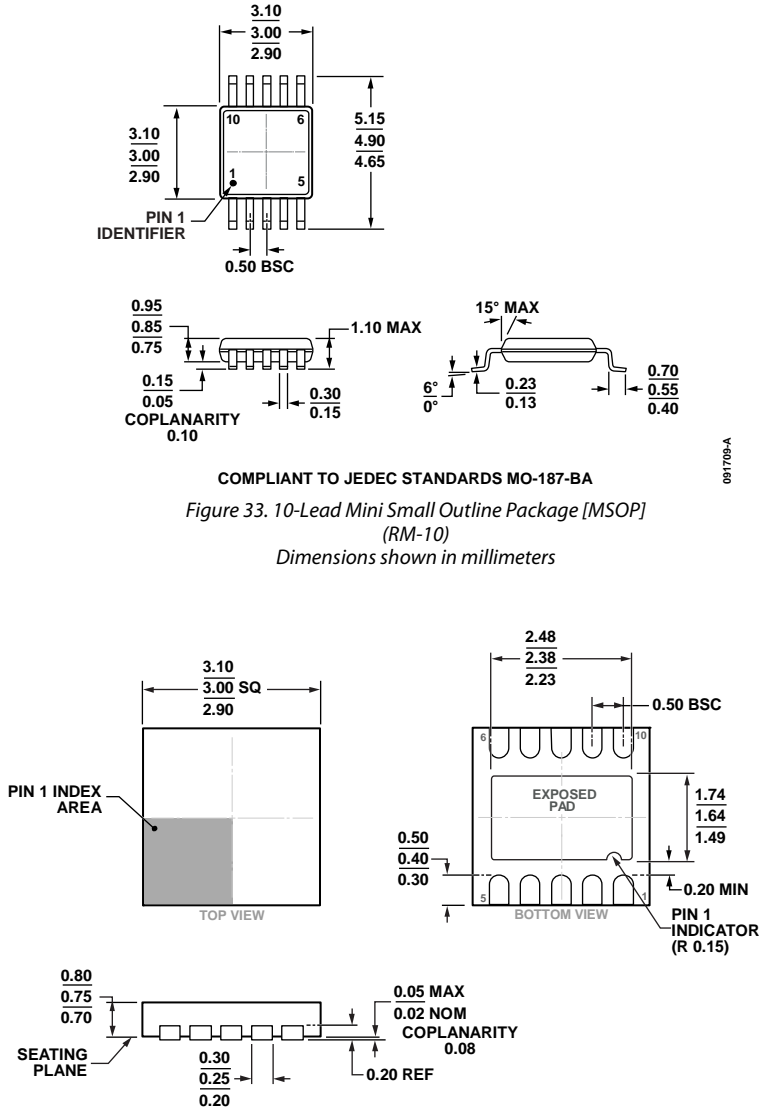 3.10
3.00
2.90
10
6
1
5
3.10
3.00
2.90
5.15
4.90
4.65
PIN 1
IDENTIFIER
0.50 BSC
0.95
0.85
0.75
1.10 MAX
0.15
0.05
COPLANARITY
0.10
0.30
0.15
15° MAX
6°
0°
0.23
0.13
0.70
0.55
0.40
COMPLIANT TO JEDEC STANDARDS MO-187-BA
091709-A
Figure 33. 10-Lead Mini Small Outline Package [MSOP]
(RM-10)
Dimensions shown in millimeters
3.10
3.00 SQ
2.90
PIN 1 INDEX
AREA
TOP VIEW
2.48
2.38
2.23
0.50 BSC
6
10
EXPOSED
PAD
1.74
1.64
1.49
0.50
0.40
0.30
0.20 MIN
5
1
BOTTOM VIEW
PIN 1
INDICATOR
(R 0.15)
0.80
0.75
0.70
SEATING
PLANE
0.30
0.25
0.20
0.05 MAX
0.02 NOM
COPLANARITY
0.08
0.20 REF